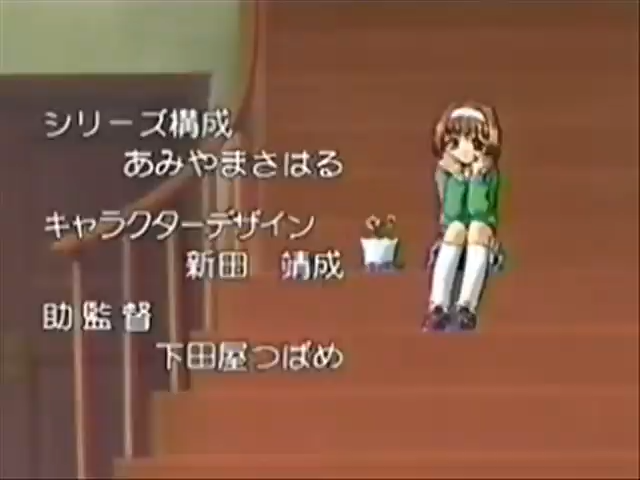 シリーズ構成
あみやまさはる
キャラクターデザイン
新田 靖成
助監督
下田屋つばめ